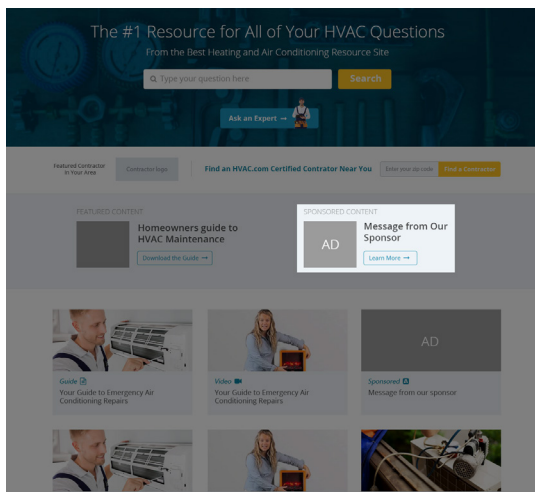 The #1 Resource for All of Your HVAC Questions
From the Best Heating and Air Conditioning Resource Site
Type your question here
Search
Ask an Expert →
Featured Contractor
in Your Area
Contractor logo
Find an HVAC.com Certified Contrator Near You
Enter your zip code
Find a Contractor
FEATURED CONTENT
Homeowners guide to
HVAC Maintenance
Download the Guide →
SPONSORED CONTENT
AD
Message from Our
Sponsor
Learn More →
Guide
Your Guide to Emergency Air
Conditioning Repairs
Video
Your Guide to Emergency Air
Conditioning Repairs
AD
Sponsored
Message from our sponsor